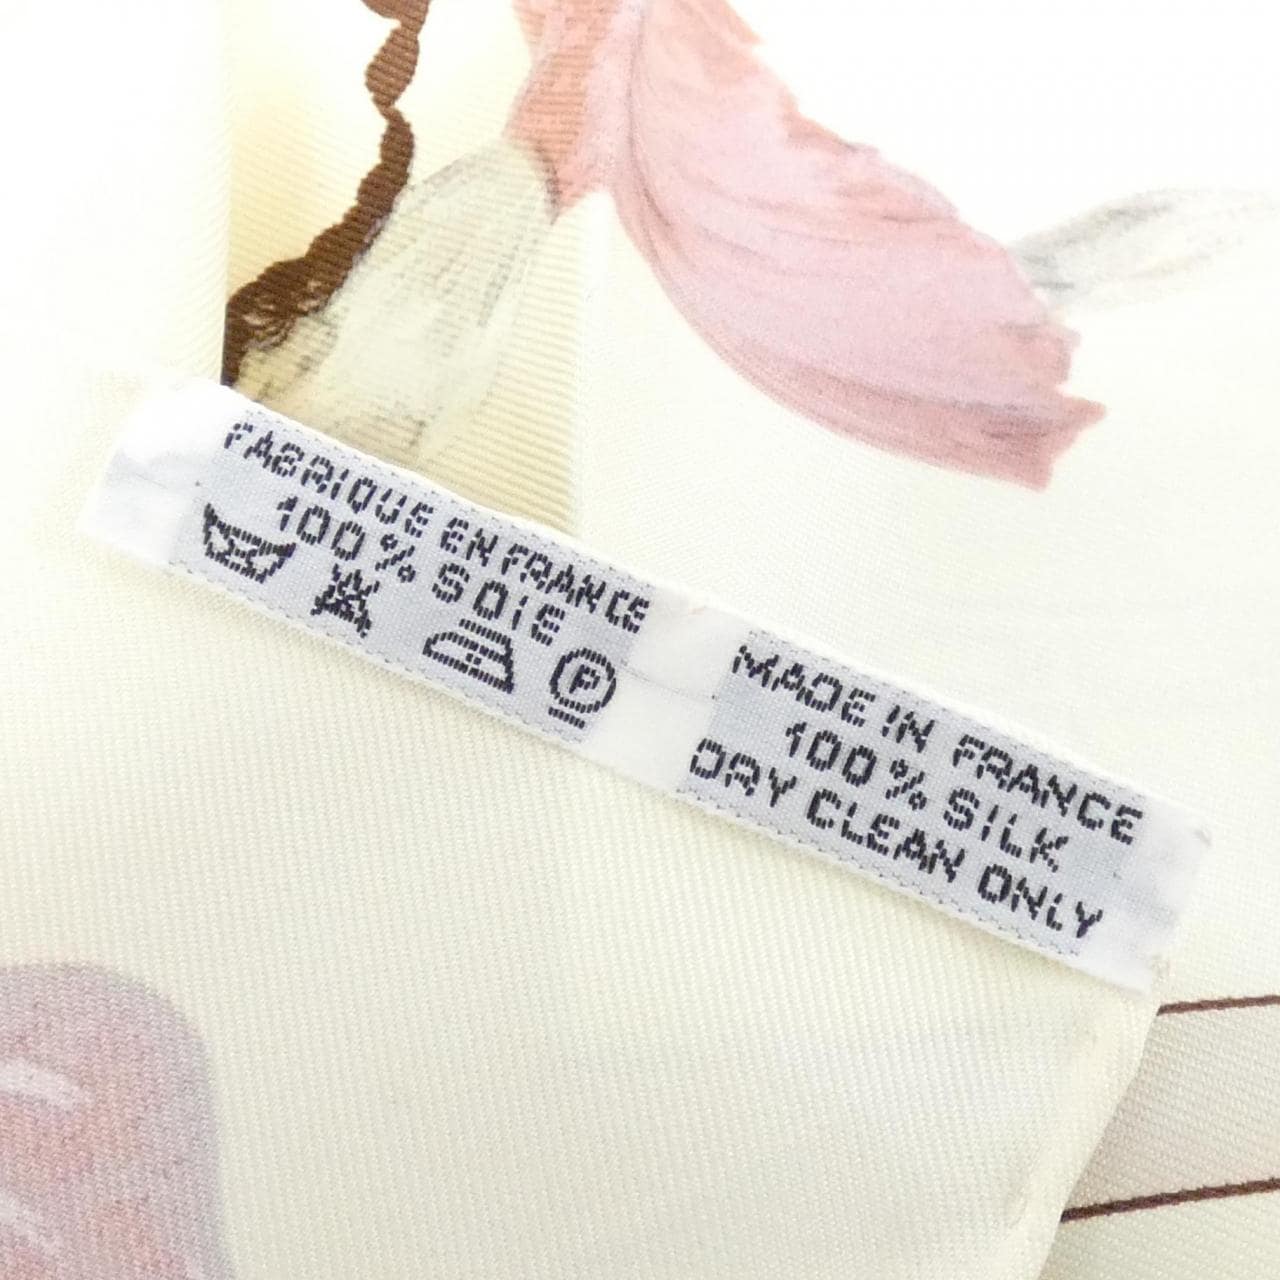 FABRIQUE EN FRANCE
100% SOIE
P
MADE IN FRANCE
100% SILK
DRY CLEAN ONLY